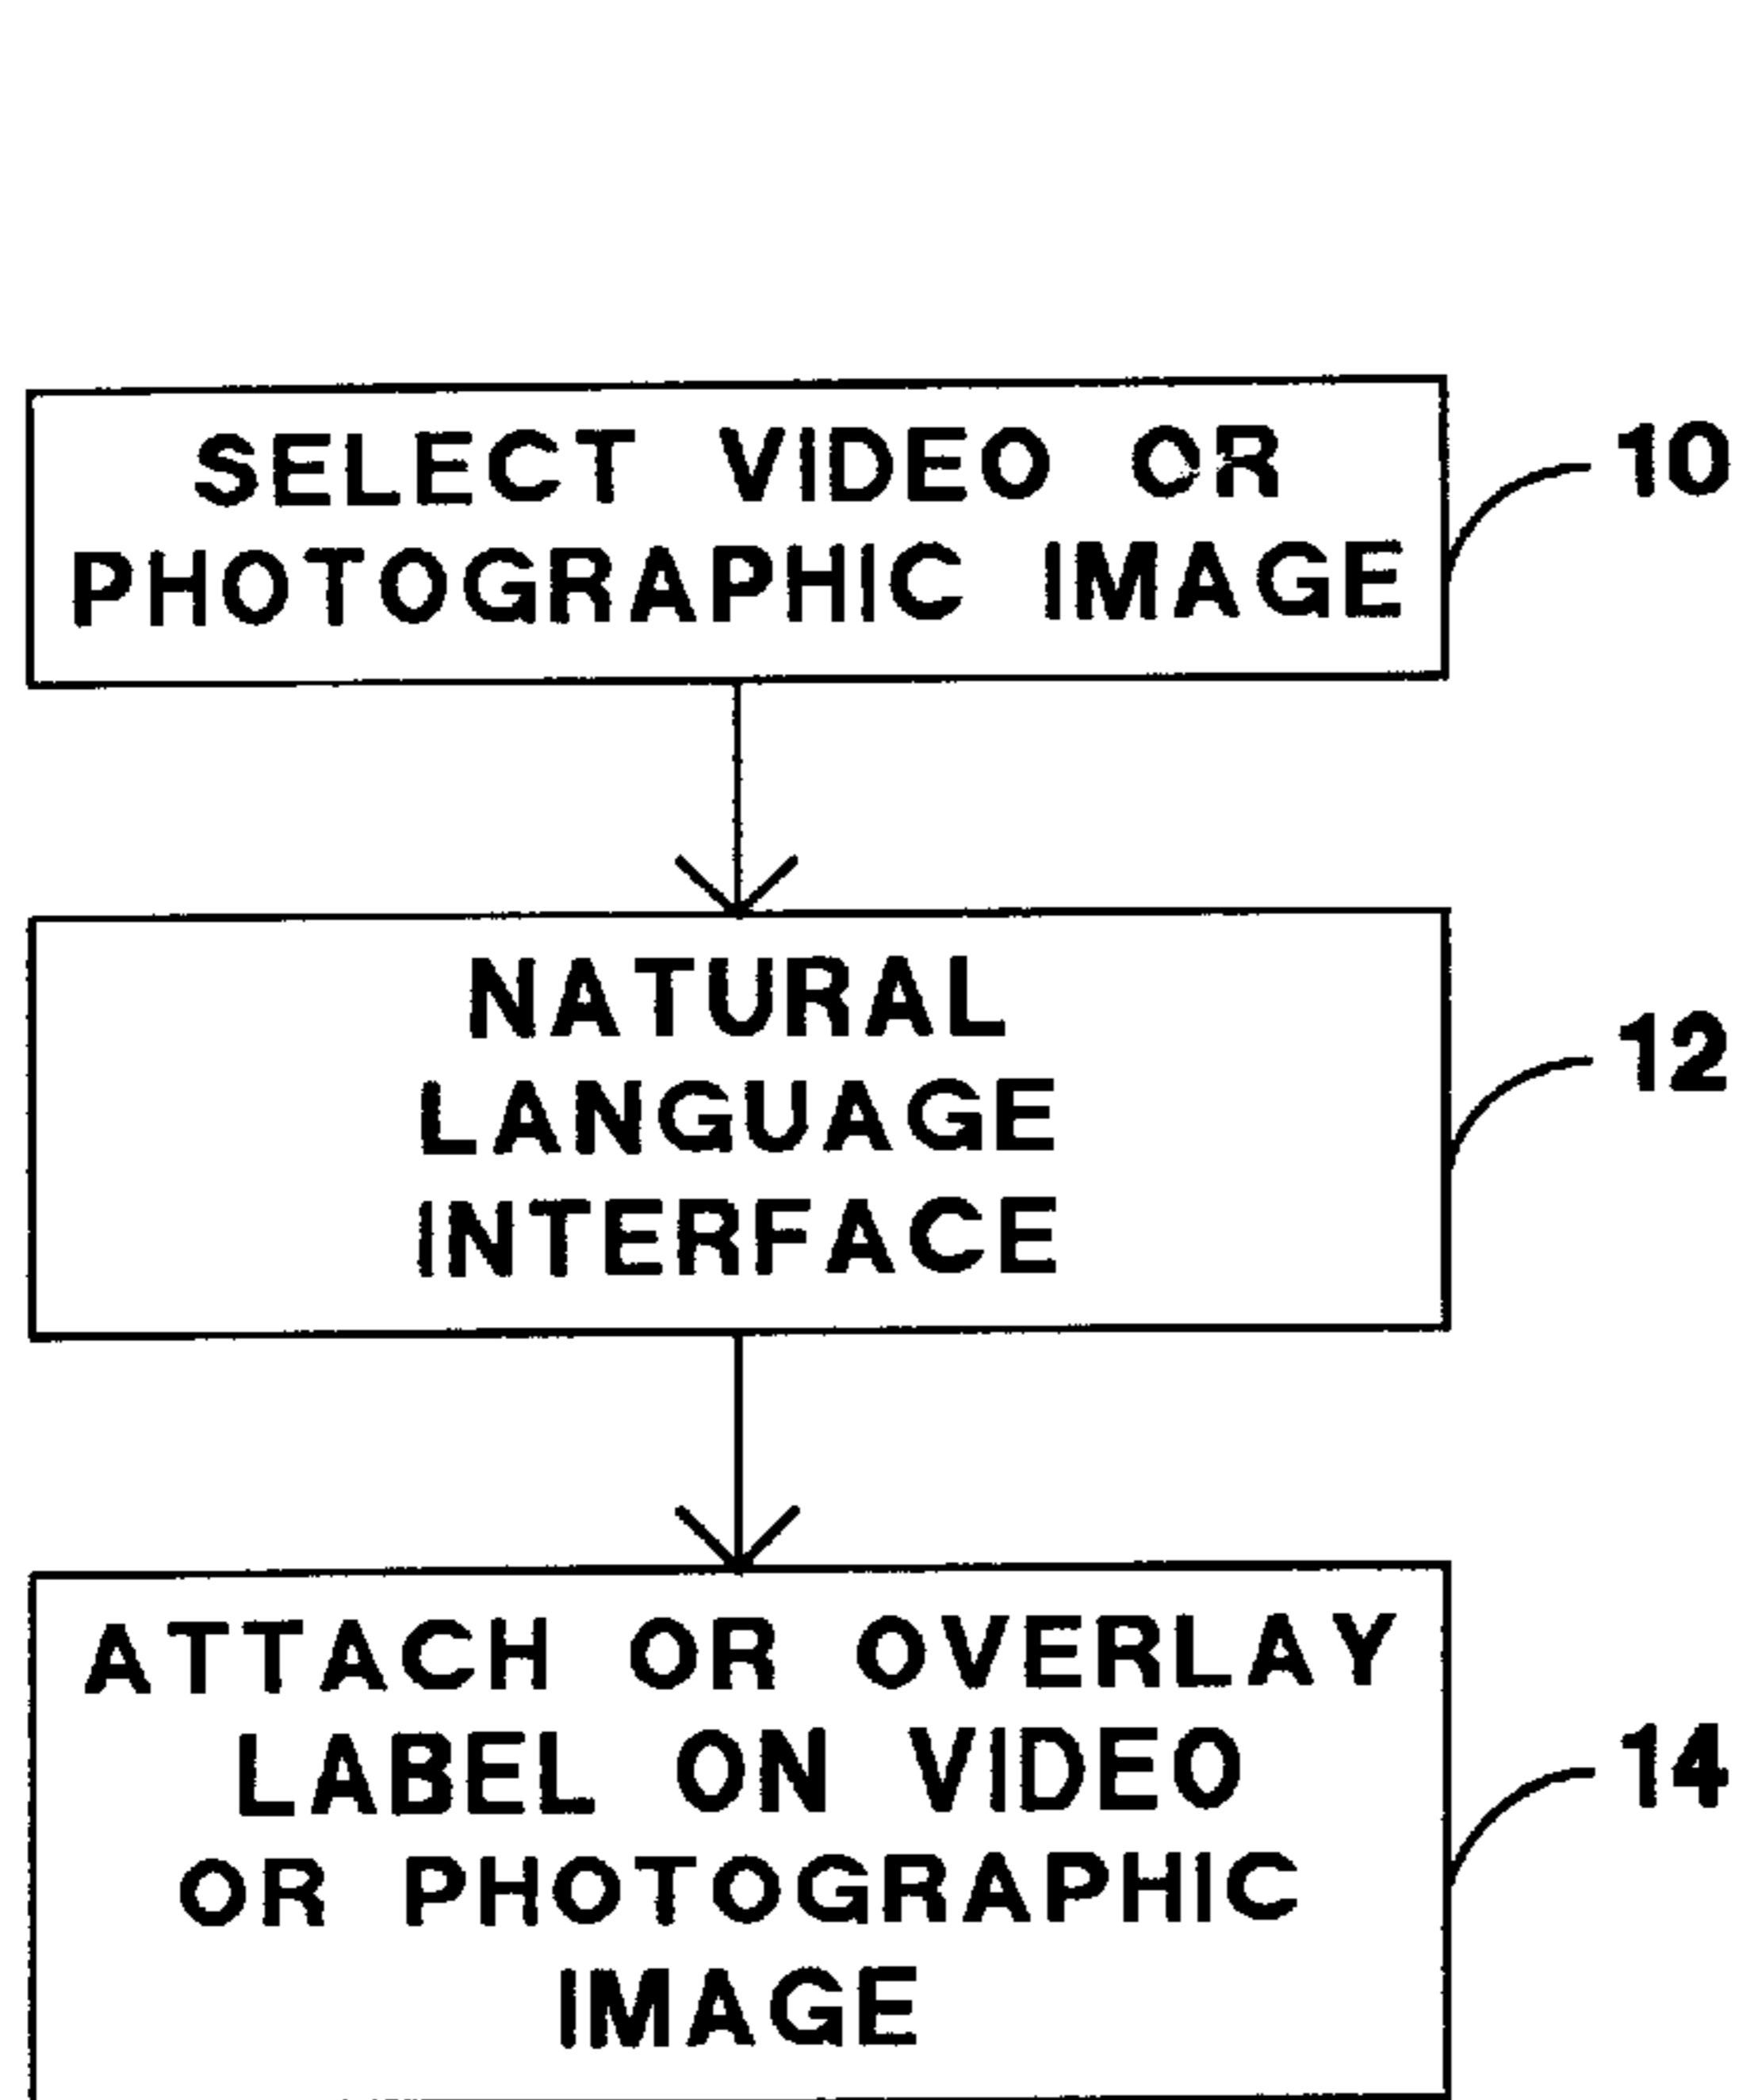 SELECT VIDEO OR
PHOTOGRAPHIC IMAGE
10
NATURAL
LANGUAGE
INTERFACE
12
ATTACH OR OVERLAY
LABEL ON VIDEO
OR PHOTOGRAPHIC
IMAGE
14